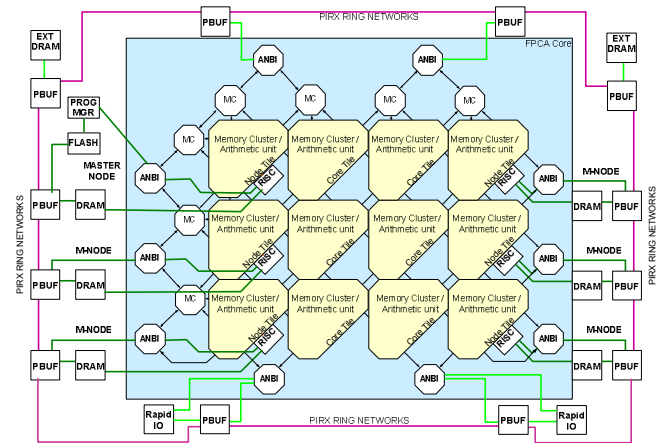 PBUF
PIRX RING NETWORKS
PBUF
EXT
DRAM
FPCA Core
EXT
DRAM
ANBI
ANBI
PBUF
PBUF
MC
MC
MC
MC
PROG
MGR
FLASH
MC
Memory Cluster /
Arithmetic unit
Memory Cluster /
Arithmetic unit
Memory Cluster /
Arithmetic unit
Memory Cluster /
Arithmetic unit
MASTER
NODE
ANBI
Node Tile
RISC
Core Tile
Core Tile
Node Tile
RISC
ANBI
M-NODE
PBUF
DRAM
DRAM
PBUF
MC
Memory Cluster /
Arithmetic unit
Memory Cluster /
Arithmetic unit
Memory Cluster /
Arithmetic unit
Memory Cluster /
Arithmetic unit
PIRX RING NETWORKS
PIRX RING NETWORKS
M-NODE
ANBI
Node Tile
RISC
Core Tile
Core Tile
Node Tile
RISC
ANBI
M-NODE
PBUF
DRAM
DRAM
PBUF
MC
Memory Cluster /
Arithmetic unit
Memory Cluster /
Arithmetic unit
Memory Cluster /
Arithmetic unit
Memory Cluster /
Arithmetic unit
M-NODE
ANBI
Node Tile
RISC
Core Tile
Core Tile
Node Tile
RISC
ANBI
M-NODE
PBUF
DRAM
DRAM
PBUF
ANBI
ANBI
Rapid
IO
PBUF
PIRX RING NETWORKS
PBUF
Rapid
IO